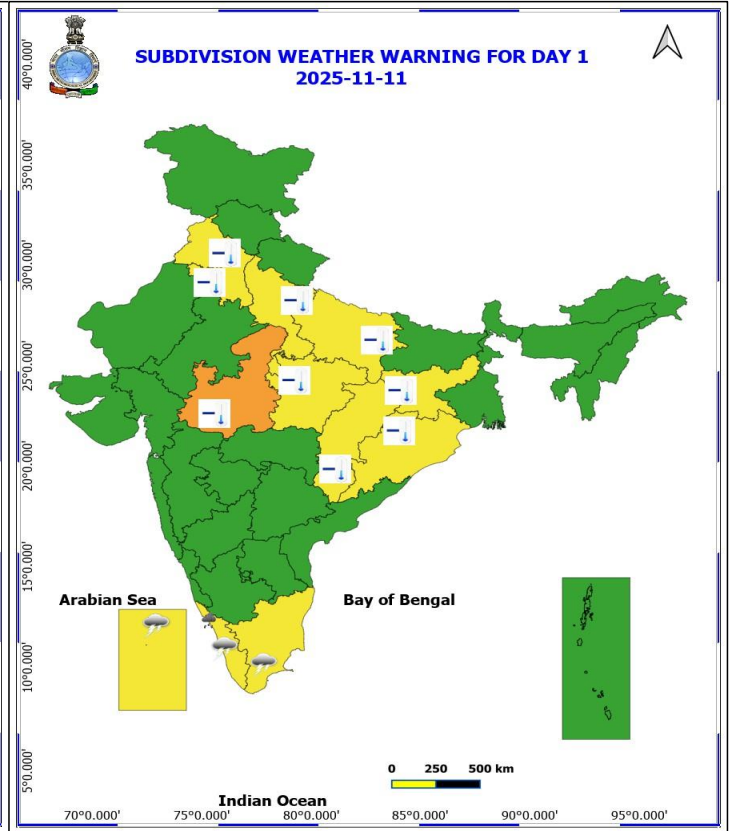 SUBDIVISION WEATHER WARNING FOR DAY 1
2025-11-11
40°0.000'
35°0.000'
30°0.000'
25°0.000'
20°0.000'
15°0.000'
10°0.000'
5°0.000'
Arabian Sea
Bay of Bengal
0 250 500 km
Indian Ocean
70°0.000' 75°0.000' 80°0.000' 85°0.000' 90°0.000' 95°0.000'